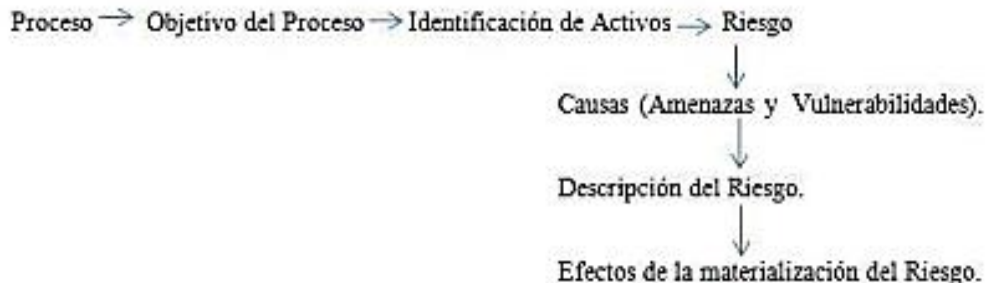 Proceso → Objetivo del Proceso → Identificación de Activos → Riesgo
Causas (Amenazas y Vulnerabilidades).
Descripción del Riesgo.
Efectos de la materialización del Riesgo.